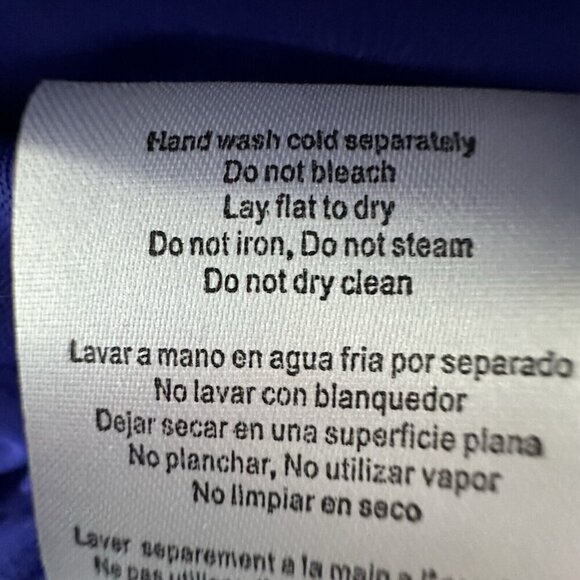 Hand wash cold separately
Do not bleach
Lay flat to dry
Do not iron, Do not steam
Do not dry clean
Lavar a mano en agua fria por separado
No lavar con blanquedor
Dejar secar en una superficie plana
No planchar, No utilizar vapor
No limpiar en seco
Laver separement a la main a
Ne pas